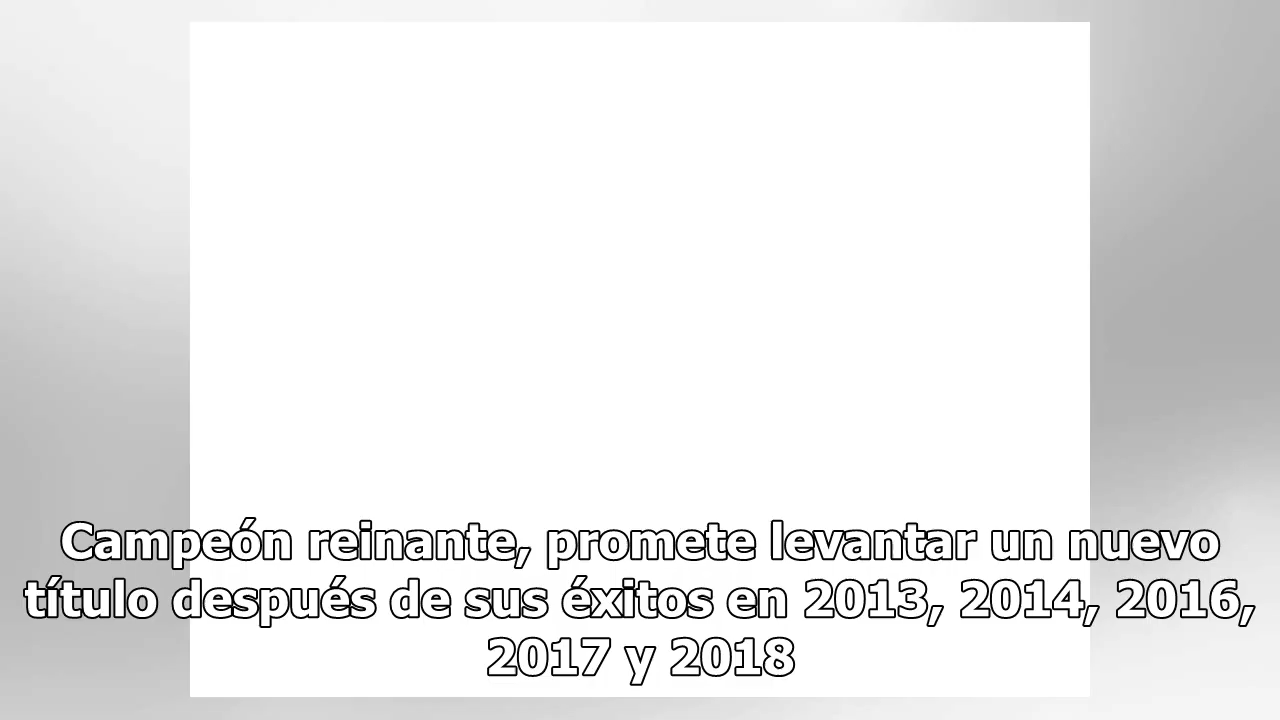 Campeón reinante, promete levantar un nuevo
título después de sus éxitos en 2013, 2014, 2016,
2017 y 2018